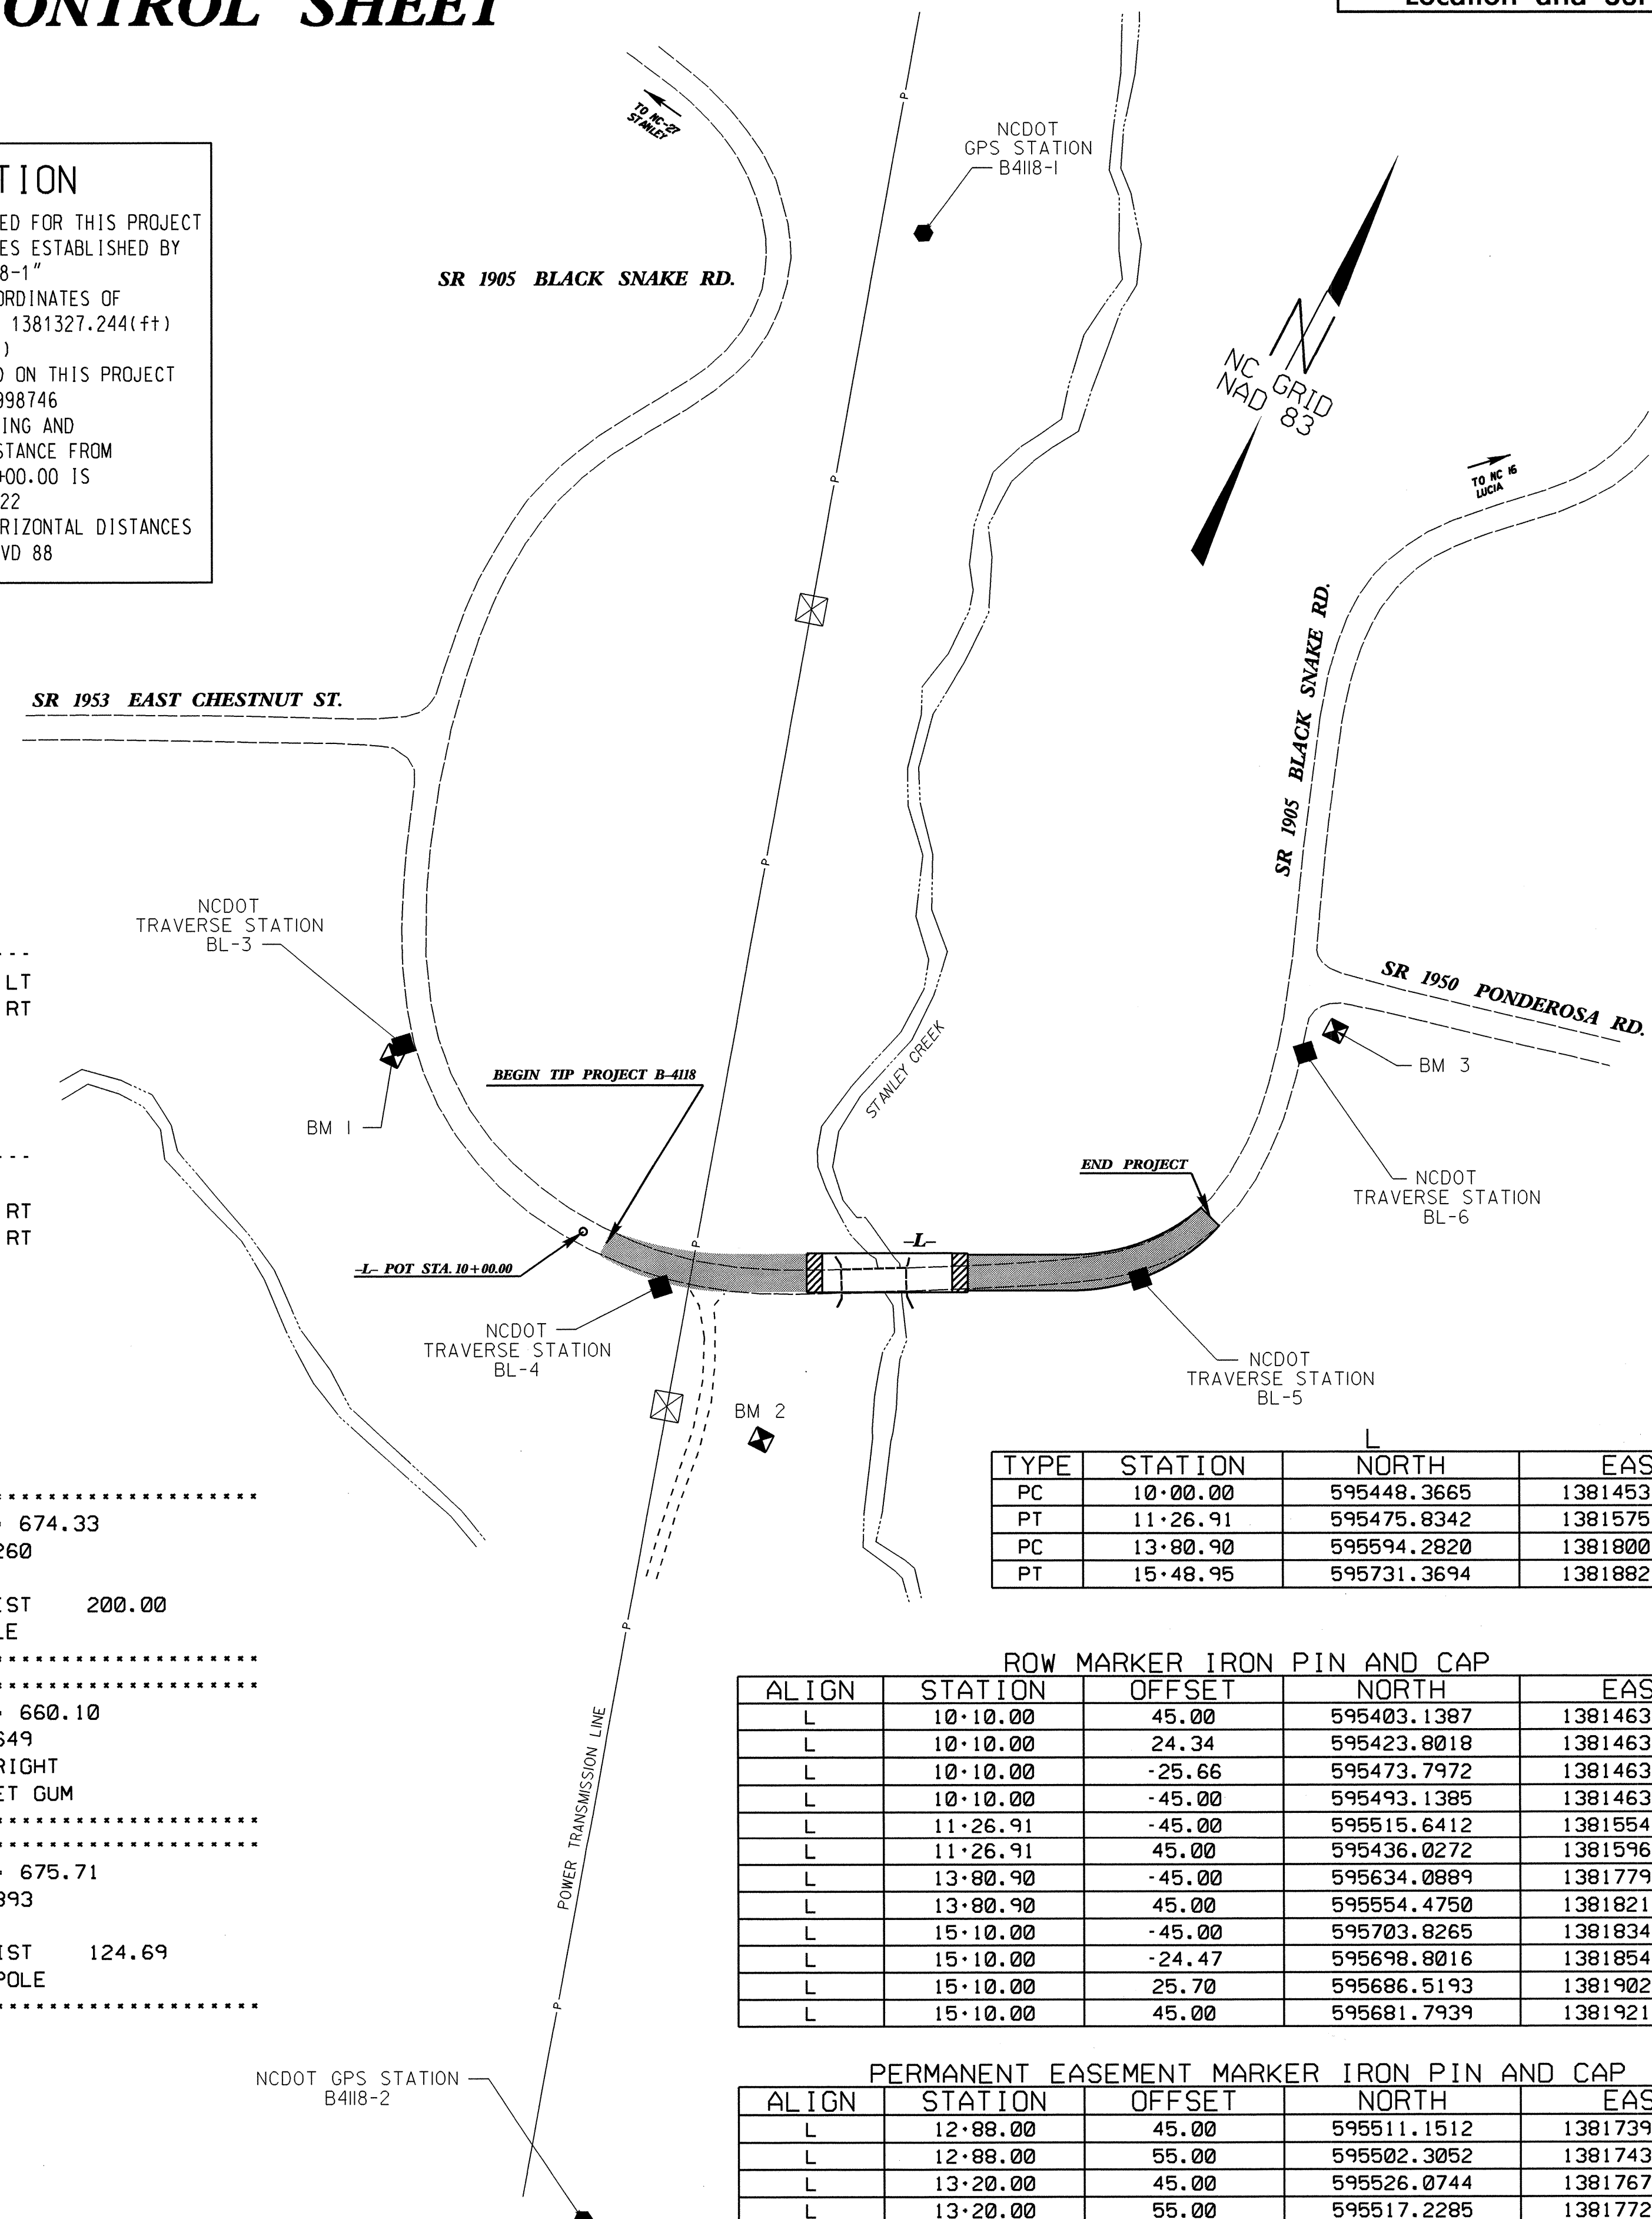 ONTROL SHEET
Location and Sur
TION
ED FOR THIS PROJECT
ES ESTABLISHED BY
8-1"
ORDINATES OF
1381327.244(ft)
)
D ON THIS PROJECT
998746
ING AND
STANCE FROM
+00.00 IS
22
RIZONTAL DISTANCES
VD 88
TO NC-27
STANLEY
P
NCDOT
GPS STATION
B4118-1
SR 1905 BLACK SNAKE RD.
NC GRID
NAD 83
P
TO NC 16
LUCIA
SR 1953 EAST CHESTNUT ST.
SR 1905 BLACK SNAKE RD.
P
NCDOT
TRAVERSE STATION
BL-3
---
LT
RT
SR 1950 PONDEROSA RD.
BM 1
BM 3
STANLEY CREEK
BEGIN TIP PROJECT B-4118
END PROJECT
---
RT
RT
NCDOT
TRAVERSE STATION
BL-6
P
-L-
-L- POT STA. 10+00.00
NCDOT
TRAVERSE STATION
BL-4
NCDOT
TRAVERSE STATION
BL-5
BM 2
L
TYPE STATION NORTH EAS
PC 10+00.00 595448.3665 1381453
PT 11+26.91 595475.8342 1381575
PC 13+80.90 595594.2820 1381800
PT 15+48.95 595731.3694 1381882
674.33
260
IST 200.00
LE
660.10
649
RIGHT
ET GUM
675.71
893
IST 124.69
POLE
P
POWER TRANSMISSION LINE
P
ROW MARKER IRON PIN AND CAP
ALIGN STATION OFFSET NORTH EAS
L 10+10.00 45.00 595403.1387 1381463
L 10+10.00 24.34 595423.8018 1381463
L 10+10.00 -25.66 595473.7972 1381463
L 10+10.00 -45.00 595493.1385 1381463
L 11+26.91 -45.00 595515.6412 1381554
L 11+26.91 45.00 595436.0272 1381596
L 13+80.90 -45.00 595634.0889 1381779
L 13+80.90 45.00 595554.4750 1381821
L 15+10.00 -45.00 595703.8265 1381834
L 15+10.00 -24.47 595698.8016 1381854
L 15+10.00 25.70 595686.5193 1381902
L 15+10.00 45.00 595681.7939 1381921
NCDOT GPS STATION
B4118-2
PERMANENT EASEMENT MARKER IRON PIN AND CAP
ALIGN STATION OFFSET NORTH EAS
L 12+88.00 45.00 595511.1512 1381739
L 12+88.00 55.00 595502.3052 1381743
L 13+20.00 45.00 595526.0744 1381767
L 13+20.00 55.00 595517.2285 1381772